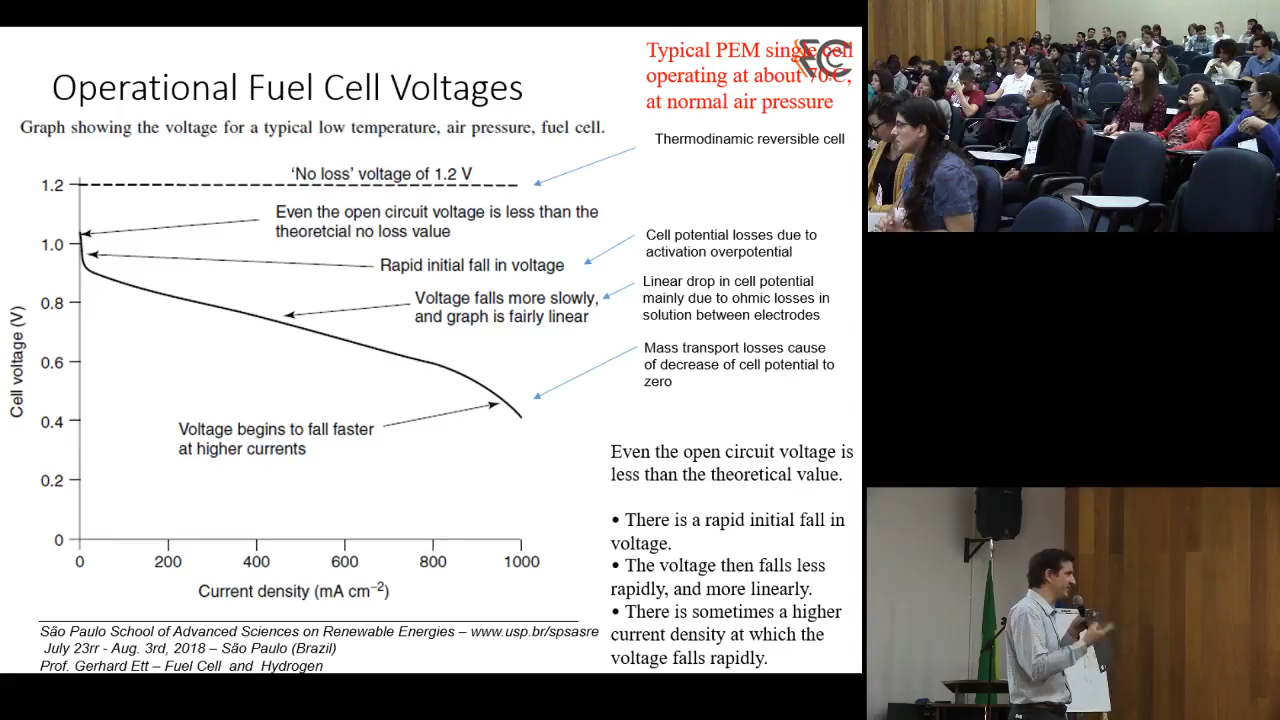 Typical PEM single cell
operating at about 70◦C,
at normal air pressure
Operational Fuel Cell Voltages
Graph showing the voltage for a typical low temperature, air pressure, fuel cell.
Thermodinamic reversible cell
'No loss' voltage of 1.2 V
Even the open circuit voltage is less than the
theoretcial no loss value
Rapid initial fall in voltage
Voltage falls more slowly,
and graph is fairly linear
Voltage begins to fall faster
at higher currents
Cell potential losses due to
activation overpotential
Linear drop in cell potential
mainly due to ohmic losses in
solution between electrodes
Mass transport losses cause
of decrease of cell potential to
zero
Cell voltage (V)
1.2
1.0
0.8
0.6
0.4
0.2
0
0 200 400 600 800 1000
Current density (mA cm⁻²)
Even the open circuit voltage is
less than the theoretical value.
• There is a rapid initial fall in
voltage.
• The voltage then falls less
rapidly, and more linearly.
• There is sometimes a higher
current density at which the
voltage falls rapidly.
São Paulo School of Advanced Sciences on Renewable Energies – www.usp.br/spsasre
July 23rr - Aug. 3rd, 2018 – São Paulo (Brazil)
Prof. Gerhard Ett – Fuel Cell and Hydrogen